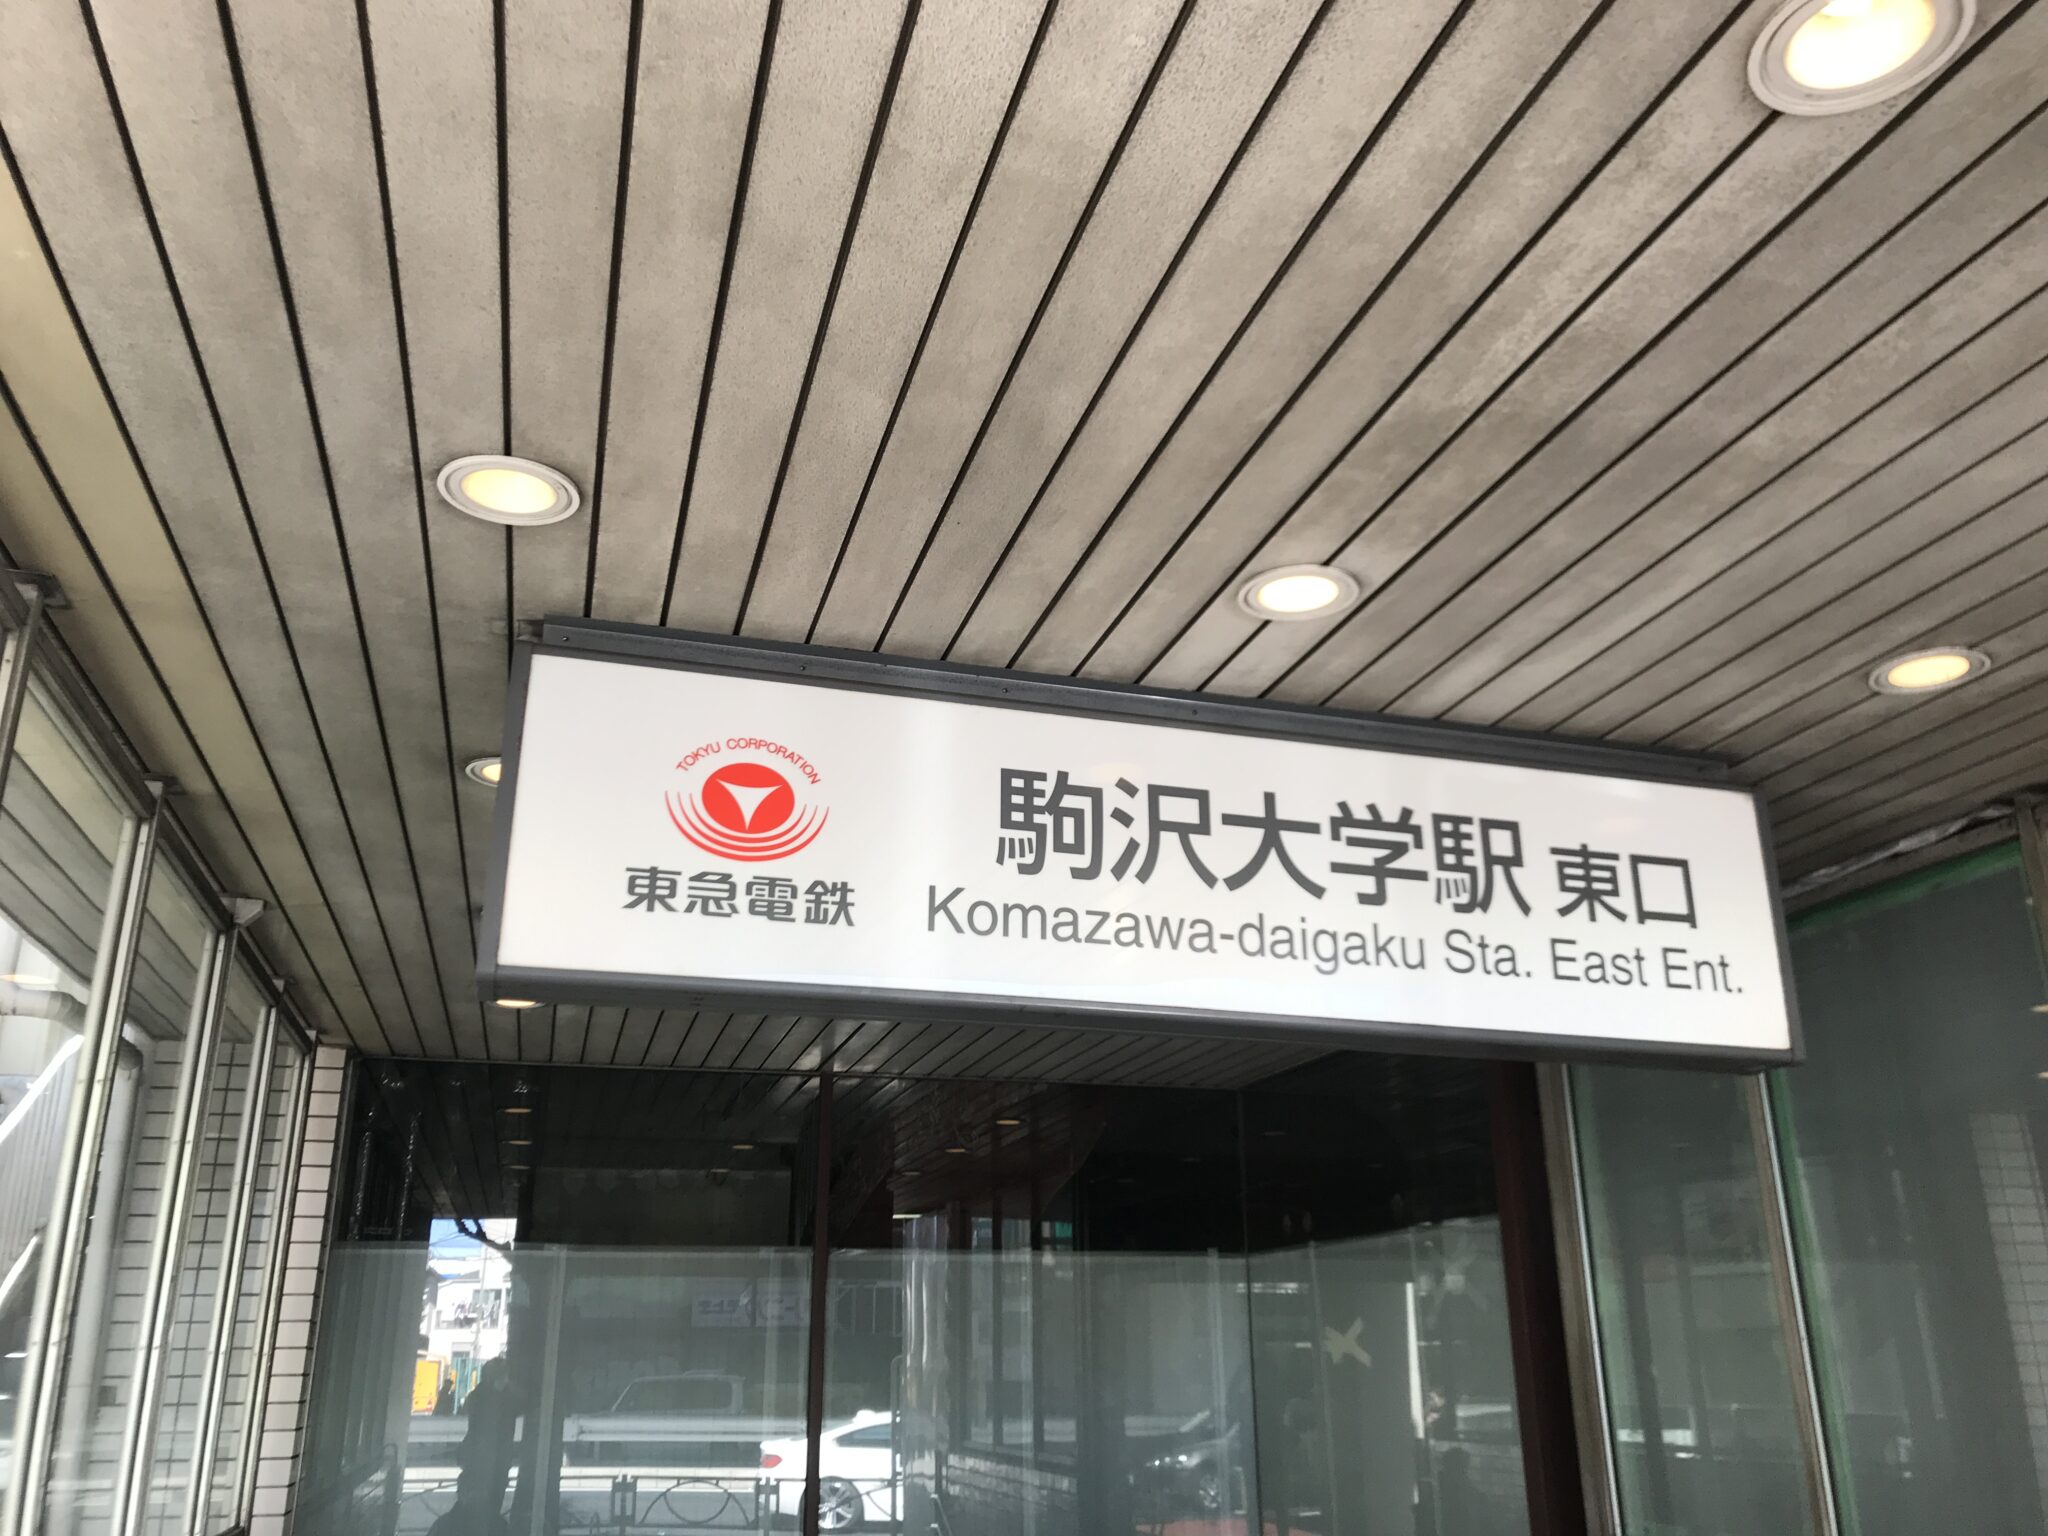 TOKYU CORPORATION
東急電鉄
駒沢大学駅 東口
Komazawa-daigaku Sta. East Ent.